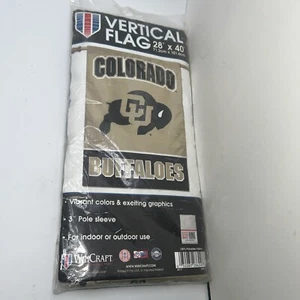 VERTICAL
FLAG 28" x 40"
COLORADO
CU
BUFFALOES
• Vibrant colors & exciting graphics
• 3" Pole sleeve
• For indoor or outdoor use
WINCRAFT